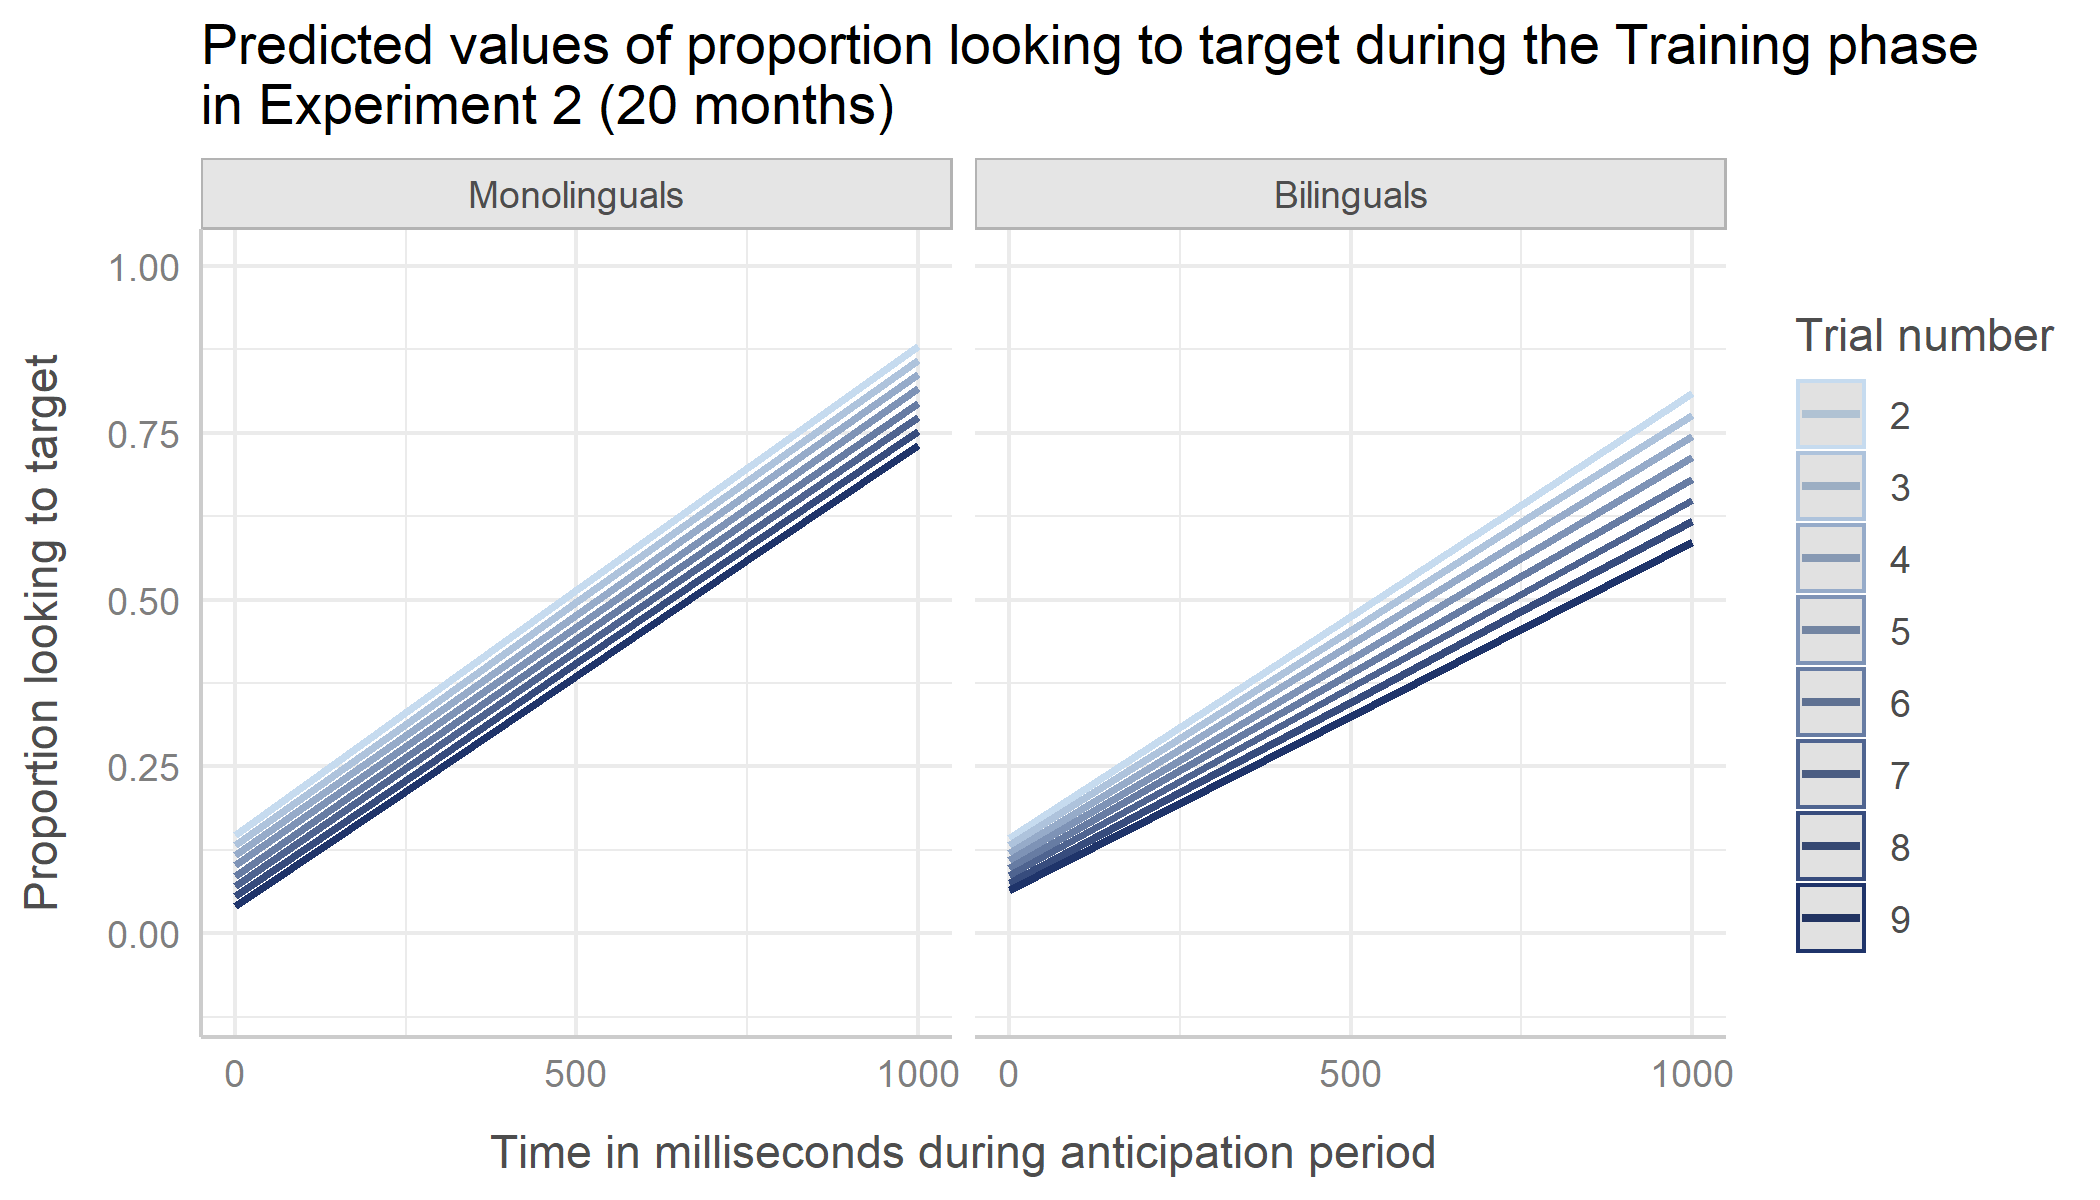 Predicted values of proportion looking to target during the Training phase
in Experiment 2 (20 months)
Monolinguals
Bilinguals
Proportion looking to target
1.00
0.75
0.50
0.25
0.00
0
500
1000
0
500
1000
Time in milliseconds during anticipation period
Trial number
2
3
4
5
6
7
8
9